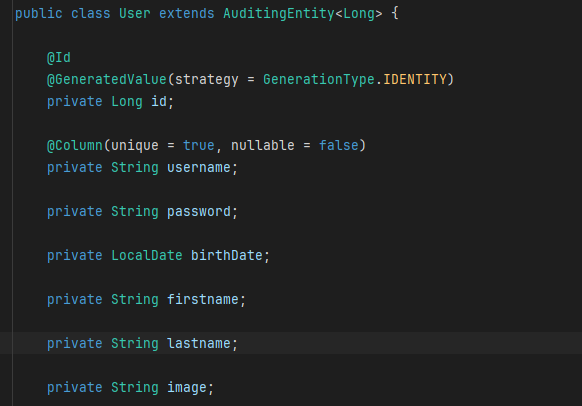 public class User extends AuditingEntity<Long> {
@Id
@GeneratedValue(strategy = GenerationType.IDENTITY)
private Long id;
@Column(unique = true, nullable = false)
private String username;
private String password;
private LocalDate birthDate;
private String firstname;
private String lastname;
private String image;